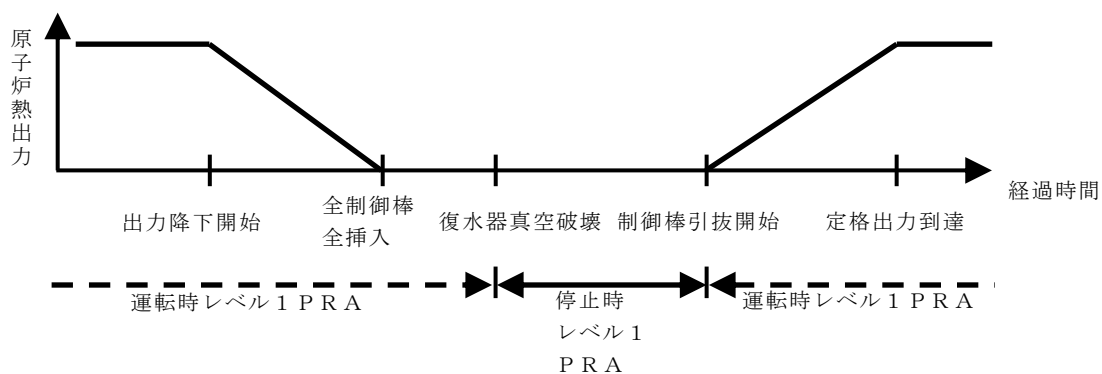 原子炉熱出力
出力降下開始
全制御棒
全挿入
復水器真空破壊
制御棒引抜開始
定格出力到達
経過時間
運転時レベル１ＰＲＡ
停止時
レベル１
ＰＲＡ
運転時レベル１ＰＲＡ